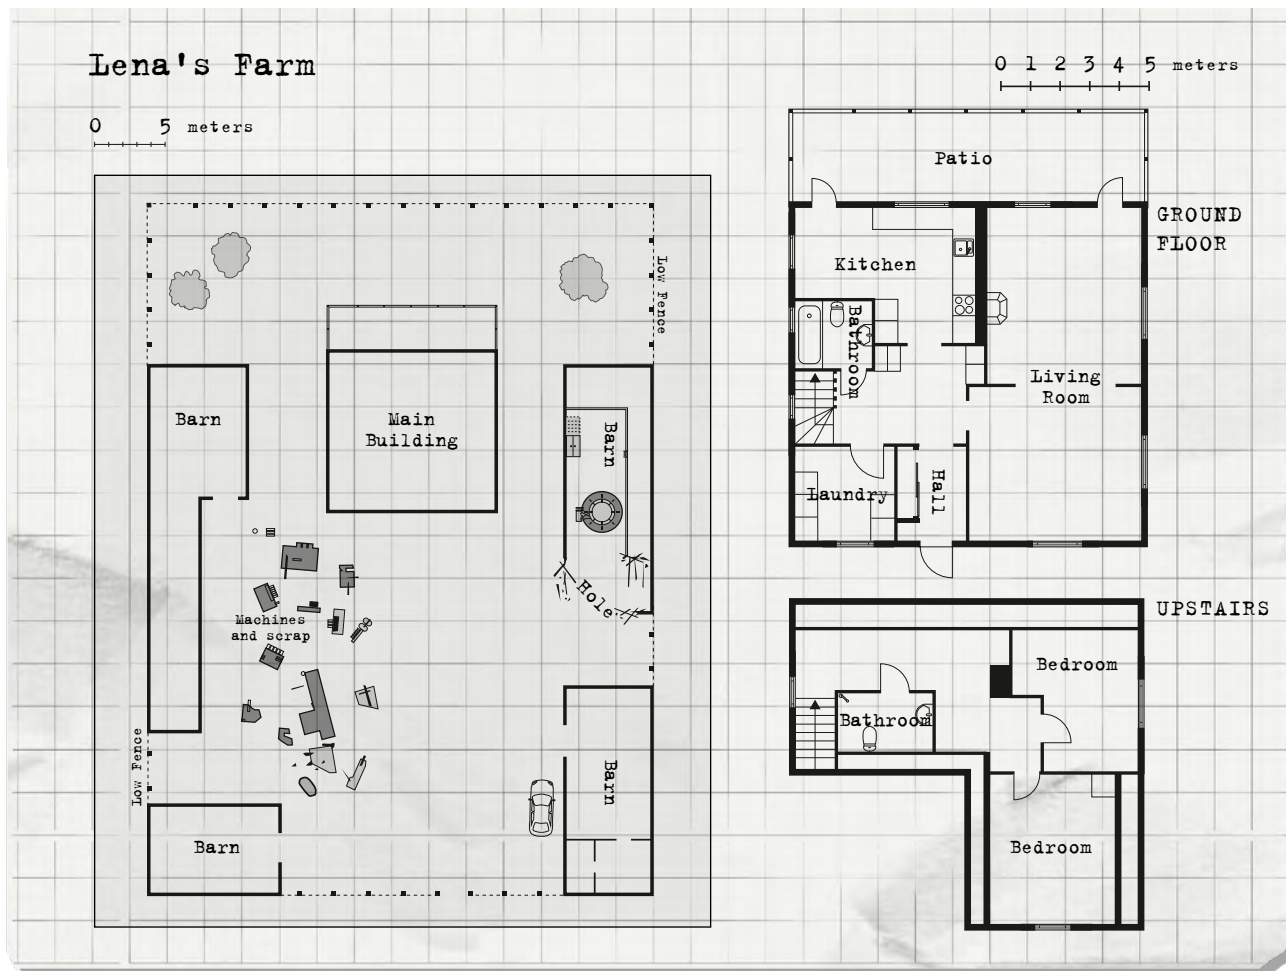 Lena's Farm
0 5 meters
0 1 2 3 4 5 meters
Patio
GROUND
FLOOR
Kitchen
Bathroom
Living
Room
Laundry
Hall
Low Fence
Barn
Main
Building
Barn
Hole
Machines
and scrap
Low Fence
Barn
Barn
UPSTAIRS
Bedroom
Bathroom
Bedroom